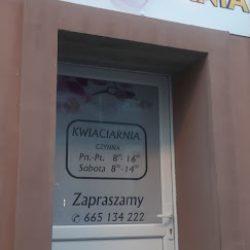 KWIACIARNIA
CZYNNA
Pn.-Pt. 8⁰⁰-16⁰⁰
Sobota 8⁰⁰-14⁰⁰
Zapraszamy
✆ 665 134 222